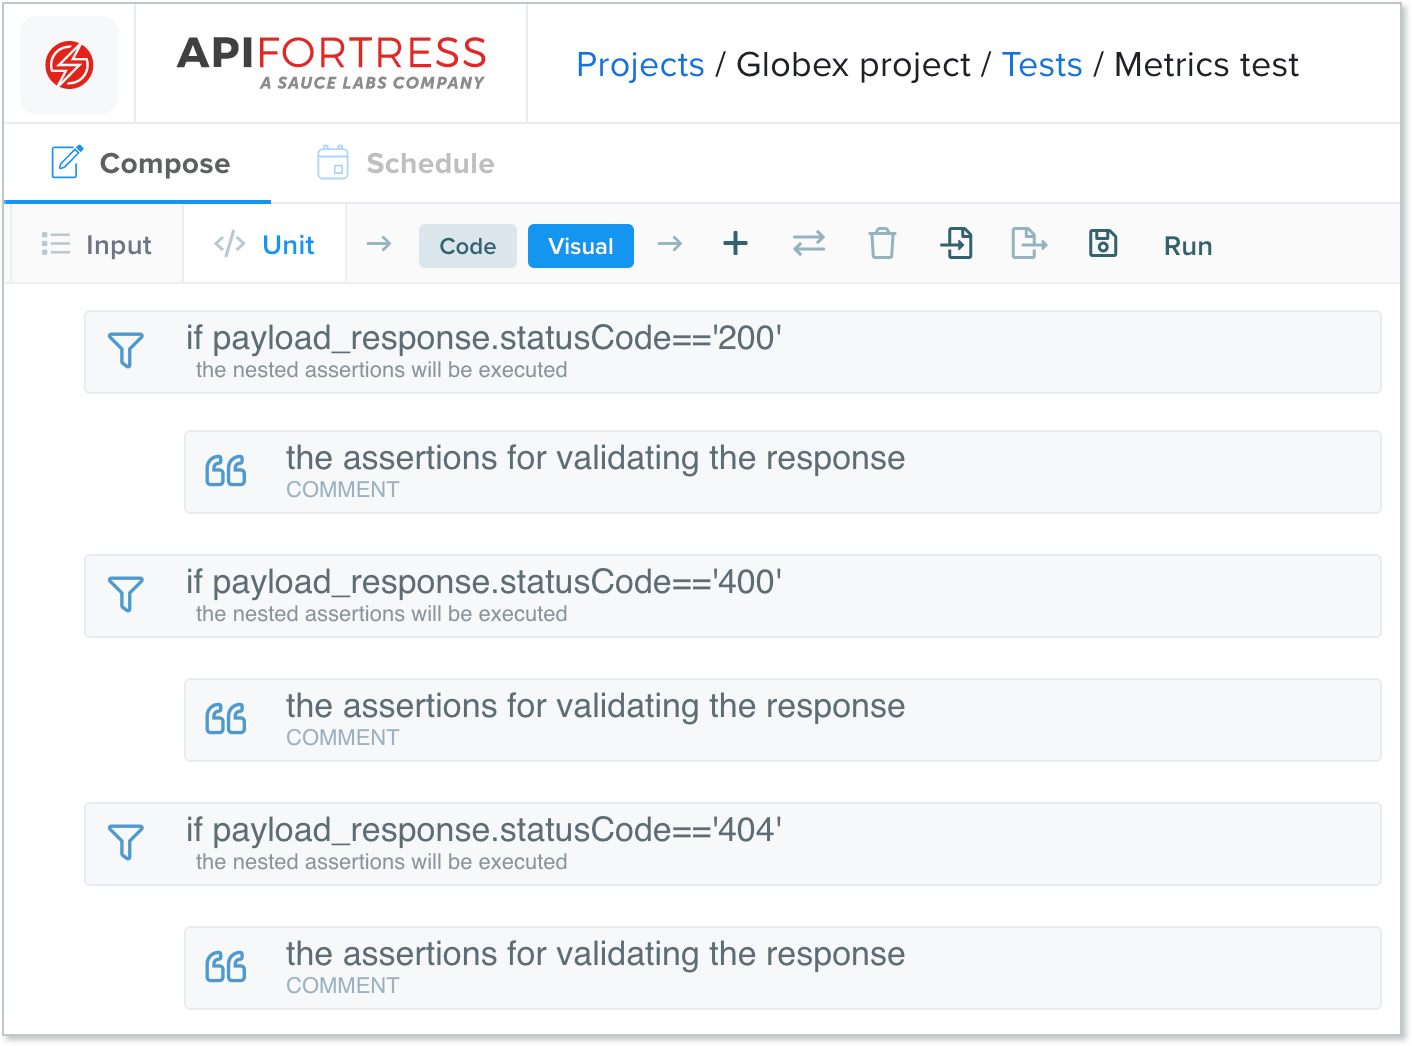 APIFORTRESS
A SAUCE LABS COMPANY
Projects / Globex project / Tests / Metrics test
Compose Schedule
Input </> Unit → Code Visual → Run
if payload_response.statusCode=='200'
the nested assertions will be executed
the assertions for validating the response
COMMENT
if payload_response.statusCode=='400'
the nested assertions will be executed
the assertions for validating the response
COMMENT
if payload_response.statusCode=='404'
the nested assertions will be executed
the assertions for validating the response
COMMENT